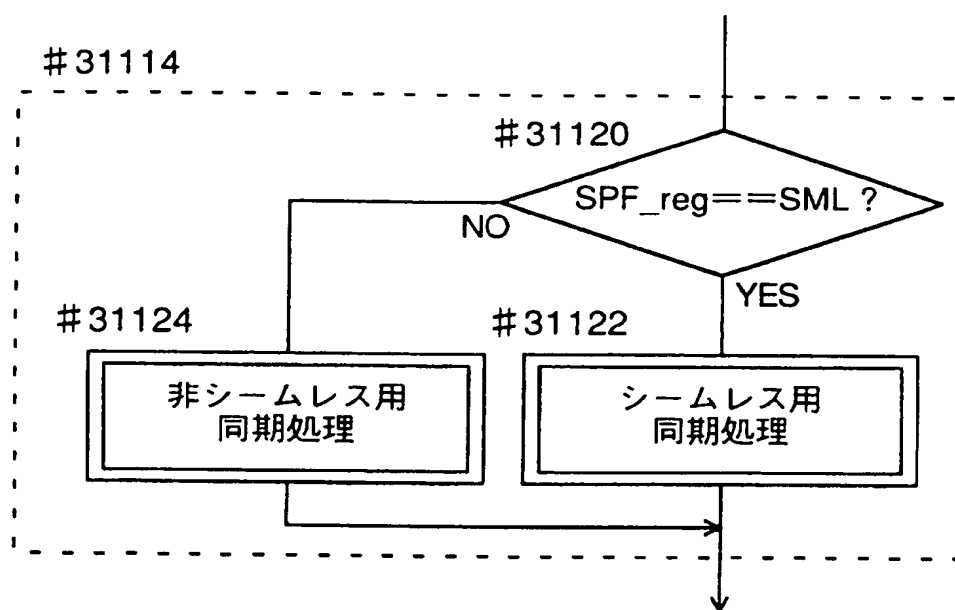 #31114
#31120
SPF_reg==SML ?
NO
YES
#31124
#31122
非シームレス用
同期処理
シームレス用
同期処理